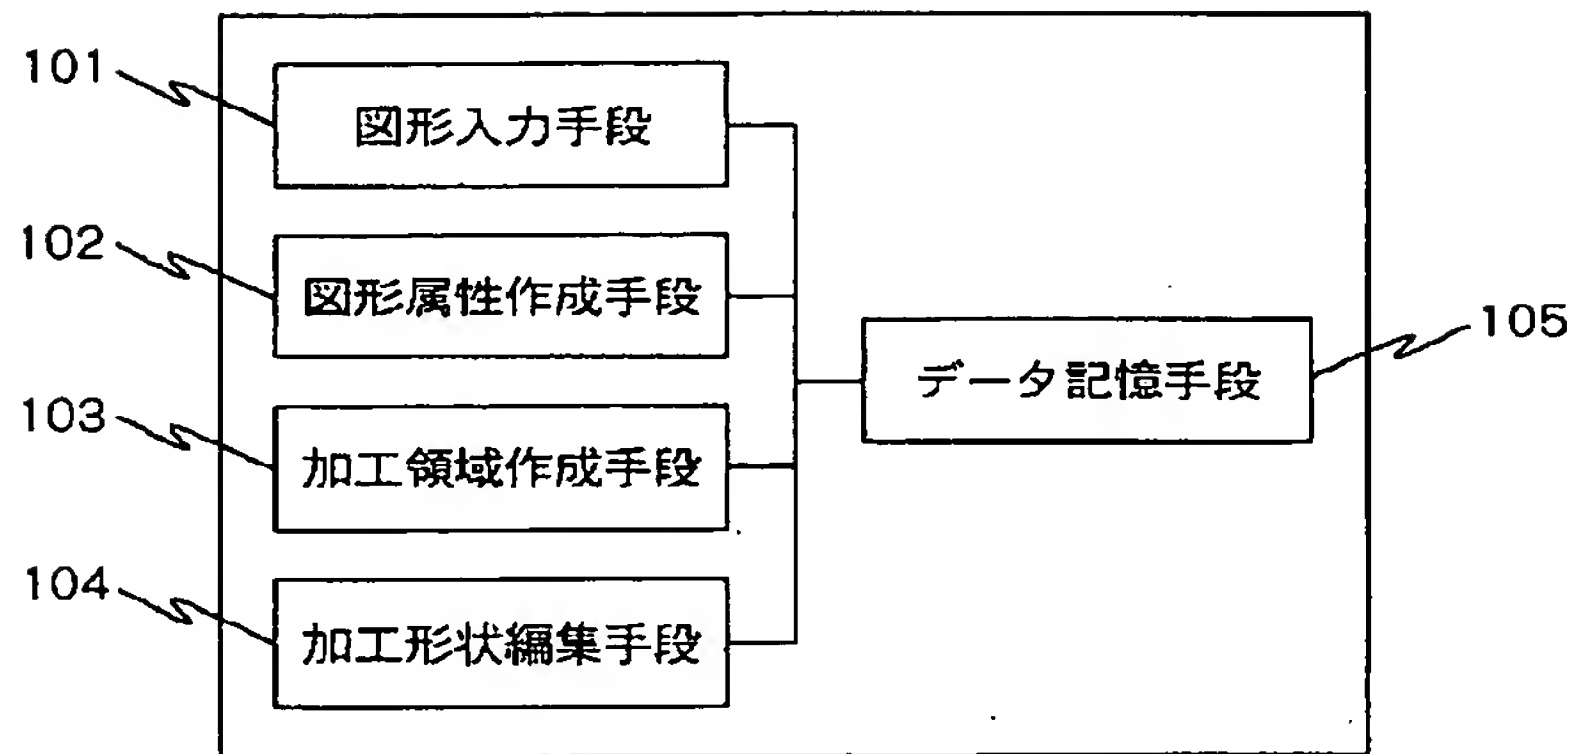 101
図形入力手段
102
図形属性作成手段
105
データ記憶手段
103
加工領域作成手段
104
加工形状編集手段